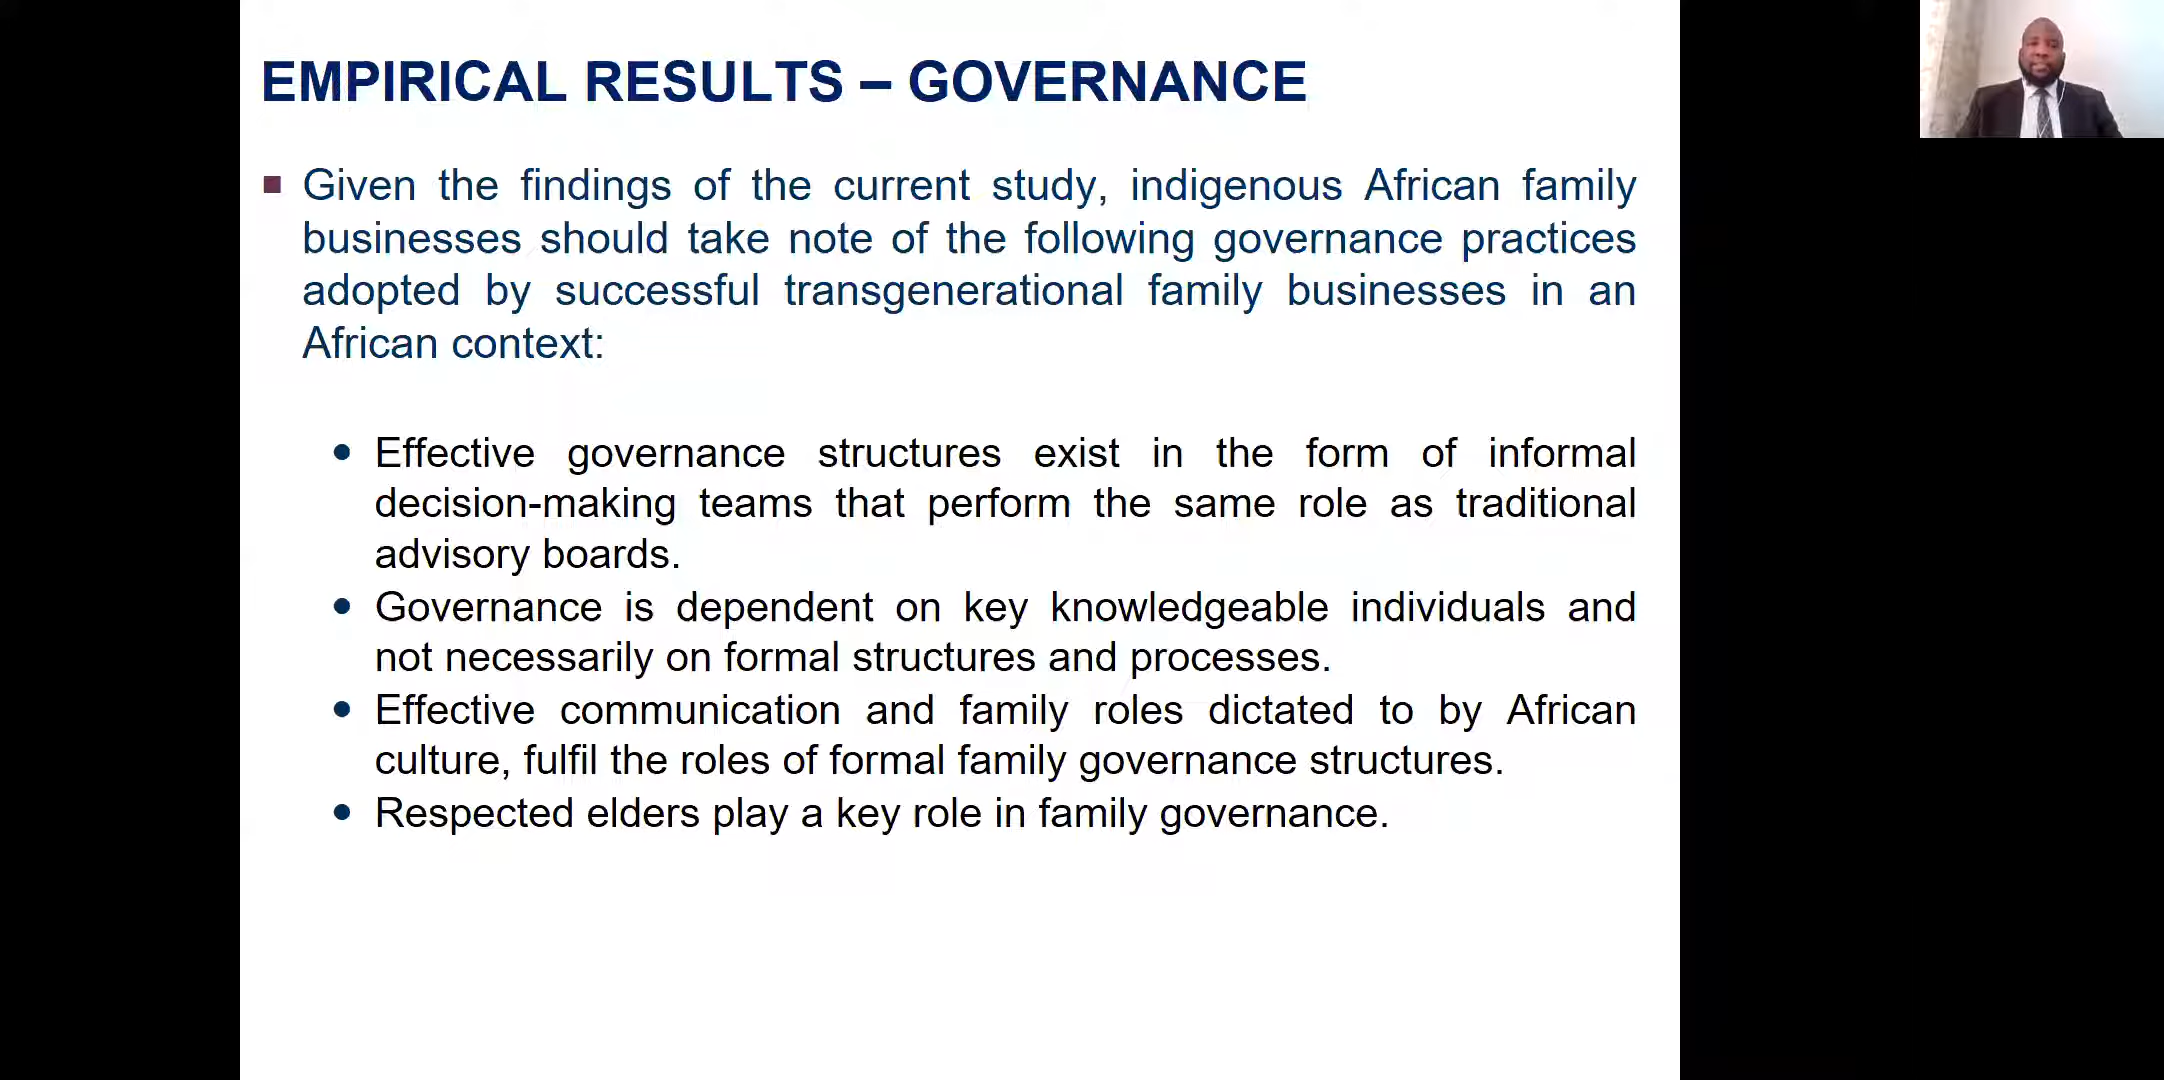 EMPIRICAL RESULTS – GOVERNANCE
Given the findings of the current study, indigenous African family
businesses should take note of the following governance practices
adopted by successful transgenerational family businesses in an
African context:
Effective governance structures exist in the form of informal
decision-making teams that perform the same role as traditional
advisory boards.
Governance is dependent on key knowledgeable individuals and
not necessarily on formal structures and processes.
Effective communication and family roles dictated to by African
culture, fulfil the roles of formal family governance structures.
Respected elders play a key role in family governance.